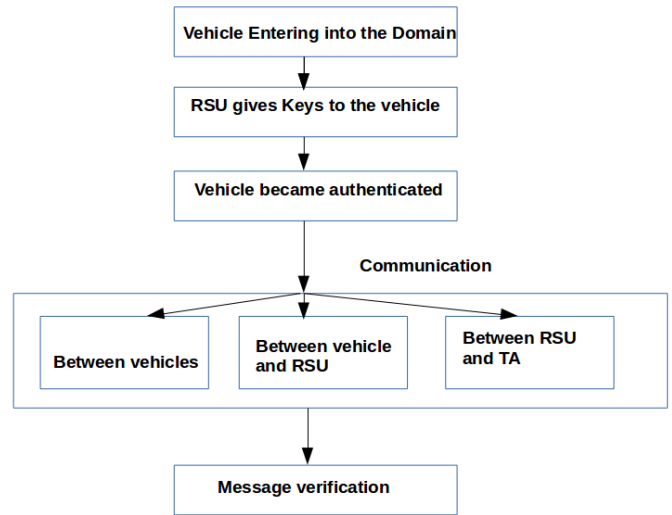 Vehicle Entering into the Domain
RSU gives Keys to the vehicle
Vehicle became authenticated
Communication
Between vehicles
Between vehicle
and RSU
Between RSU
and TA
Message verification